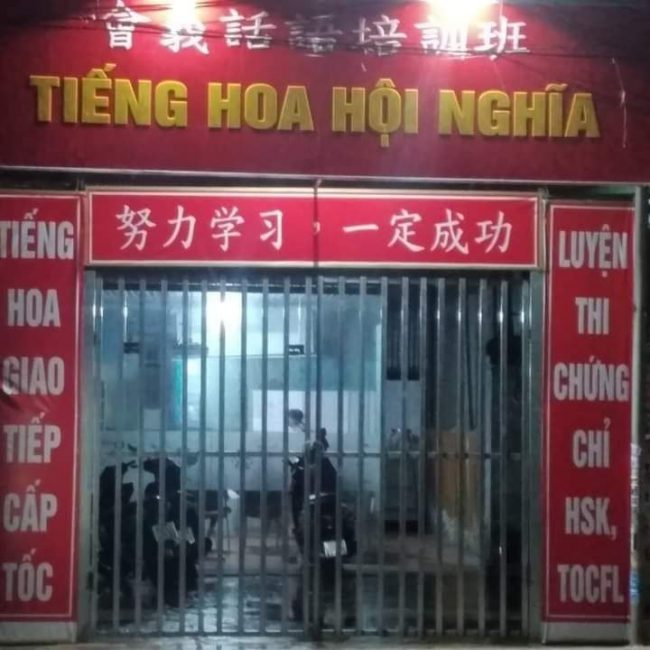 會義話語培訓班
TIẾNG HOA HỘI NGHĨA
努力学习，一定成功
TIẾNG
HOA
GIAO
TIẾP
CẤP
TỐC
LUYỆN
THI
CHỨNG
CHỈ
HSK,
TOCFL